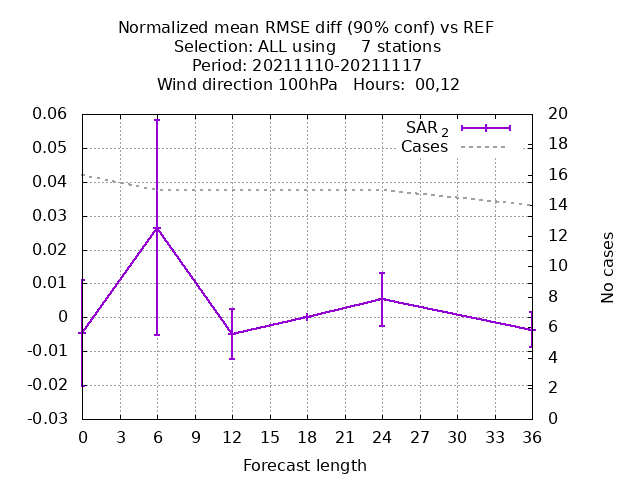 Normalized mean RMSE diff (90% conf) vs REF
Selection: ALL using 7 stations
Period: 20211110-20211117
Wind direction 100hPa Hours: 00,12
0.06
0.05
0.04
0.03
0.02
0.01
0
-0.01
-0.02
-0.03
SAR 2
Cases
20
18
16
14
12
10
8
6
4
2
0
No cases
0 3 6 9 12 15 18 21 24 27 30 33 36
Forecast length